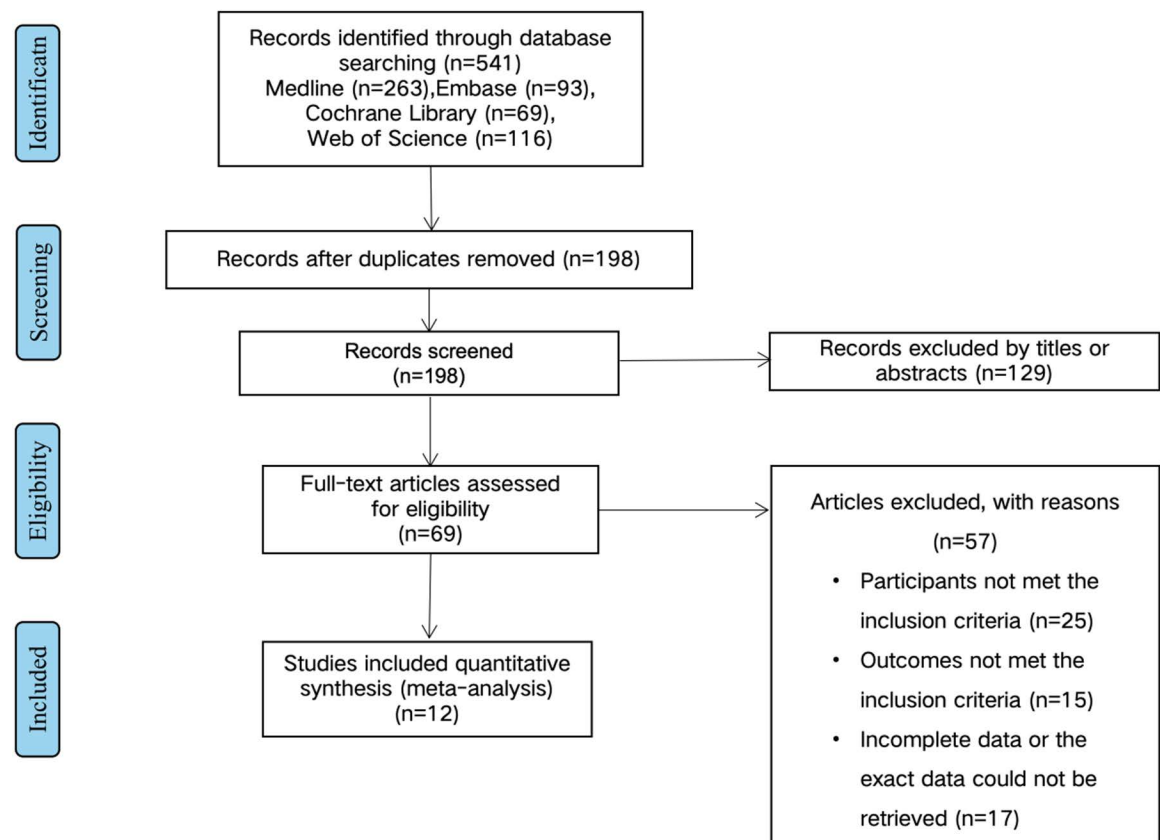 Identificatn
Records identified through database
searching (n=541)
Medline (n=263),Embase (n=93),
Cochrane Library (n=69),
Web of Science (n=116)
Screening
Records after duplicates removed (n=198)
Records screened
(n=198)
Records excluded by titles or
abstracts (n=129)
Eligibility
Full-text articles assessed
for eligibility
(n=69)
Articles excluded, with reasons
(n=57)
• Participants not met the
inclusion criteria (n=25)
• Outcomes not met the
inclusion criteria (n=15)
• Incomplete data or the
exact data could not be
retrieved (n=17)
Included
Studies included quantitative
synthesis (meta-analysis)
(n=12)